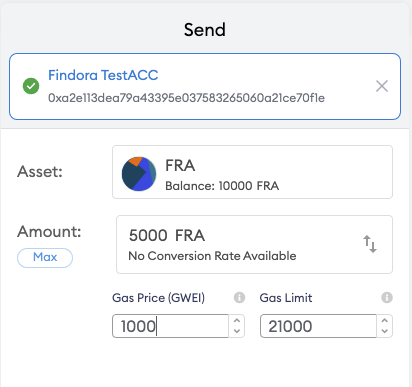 Send
Findora TestACC
0xa2e113dea79a43395e037583265060a21ce70f1e
Asset:
FRA
Balance: 10000 FRA
Amount:
Max
5000 FRA
No Conversion Rate Available
Gas Price (GWEI)
Gas Limit
1000
21000